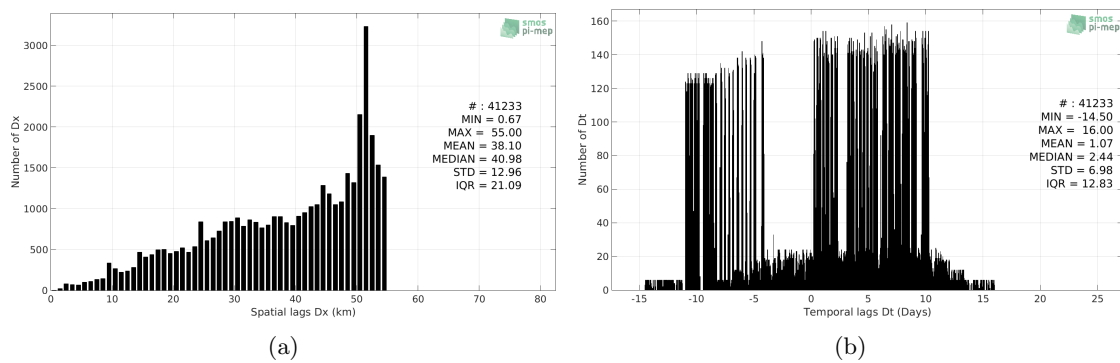 smos
pi-mep
3000
2500
2000
1500
1000
500
0
Number of Dx
# : 41233
MIN = 0.67
MAX = 55.00
MEAN = 38.10
MEDIAN = 40.98
STD = 12.96
IQR = 21.09
0 10 20 30 40 50 60 70 80
Spatial lags Dx (km)
(a)
smos
pi-mep
160
140
120
100
80
60
40
20
0
Number of Dt
# : 41233
MIN = -14.50
MAX = 16.00
MEAN = 1.07
MEDIAN = 2.44
STD = 6.98
IQR = 12.83
-15 -10 -5 0 5 10 15 20 25
Temporal lags Dt (Days)
(b)